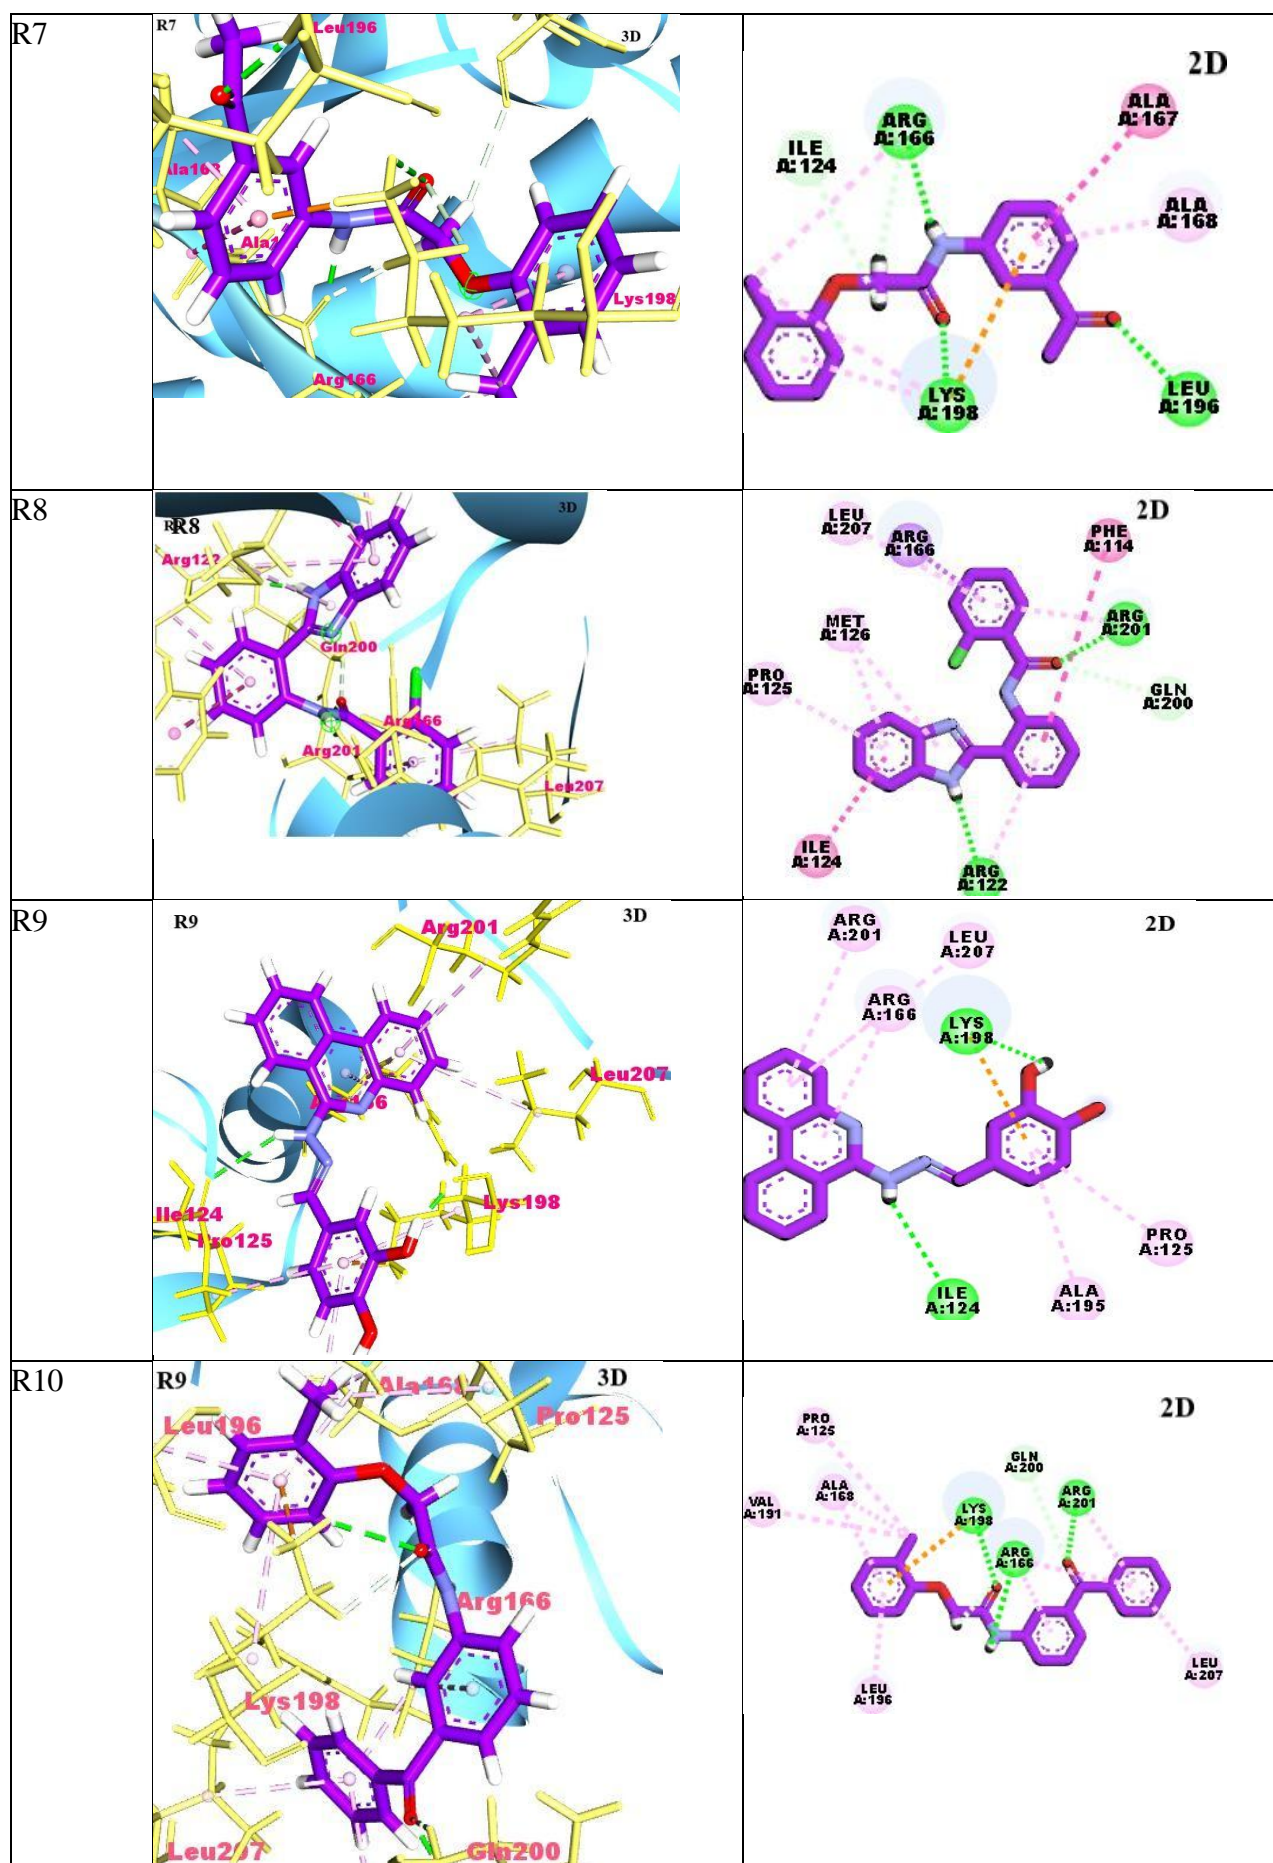 R7
R7
Leu196
3D
Lys198
Arg166
2D
ALA
A:167
ARG
A:166
ILE
A:124
ALA
A:168
LYS
A:198
LEU
A:196
R8
R8
3D
Gln200
Arg166
Arg201
Leu207
2D
LEU
A:207
ARG
A:166
PHE
A:114
MET
A:126
ARG
A:201
PRO
A:125
GLN
A:200
ILE
A:124
ARG
A:122
R9
R9
3D
Arg201
Leu207
Ile124
Pro125
Lys198
2D
ARG
A:201
LEU
A:207
ARG
A:166
LYS
A:198
PRO
A:125
ILE
A:124
ALA
A:195
R10
R9
3D
Ala168
Pro125
Leu196
Arg166
Lys198
Leu207
Gln200
2D
PRO
A:125
GLN
A:200
ALA
A:168
ARG
A:201
VAL
A:191
LYS
A:198
ARG
A:166
LEU
A:207
LEU
A:196